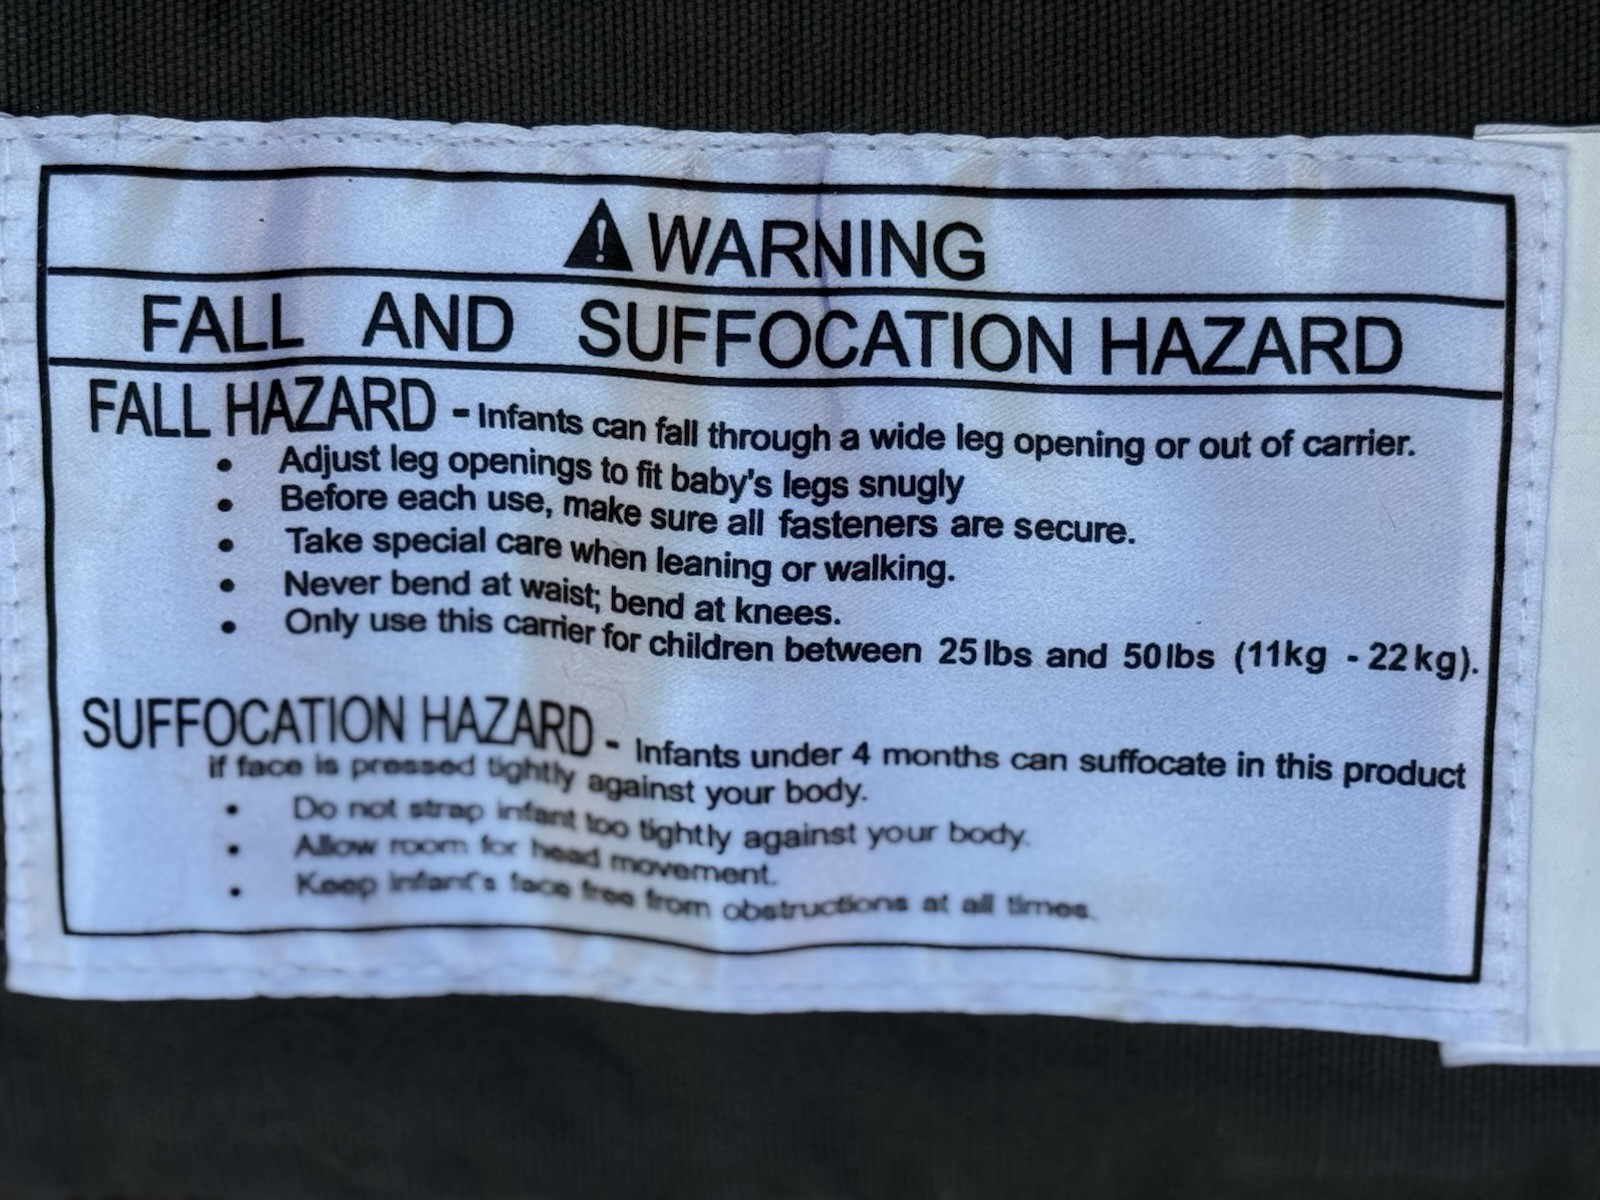 ⚠ WARNING
FALL AND SUFFOCATION HAZARD
FALL HAZARD - Infants can fall through a wide leg opening or out of carrier.
• Adjust leg openings to fit baby's legs snugly
• Before each use, make sure all fasteners are secure.
• Take special care when leaning or walking.
• Never bend at waist; bend at knees.
• Only use this carrier for children between 25lbs and 50lbs (11kg - 22kg).
SUFFOCATION HAZARD - Infants under 4 months can suffocate in this product
if face is pressed tightly against your body.
• Do not strap infant too tightly against your body.
• Allow room for head movement.
• Keep infant's face free from obstructions at all times.